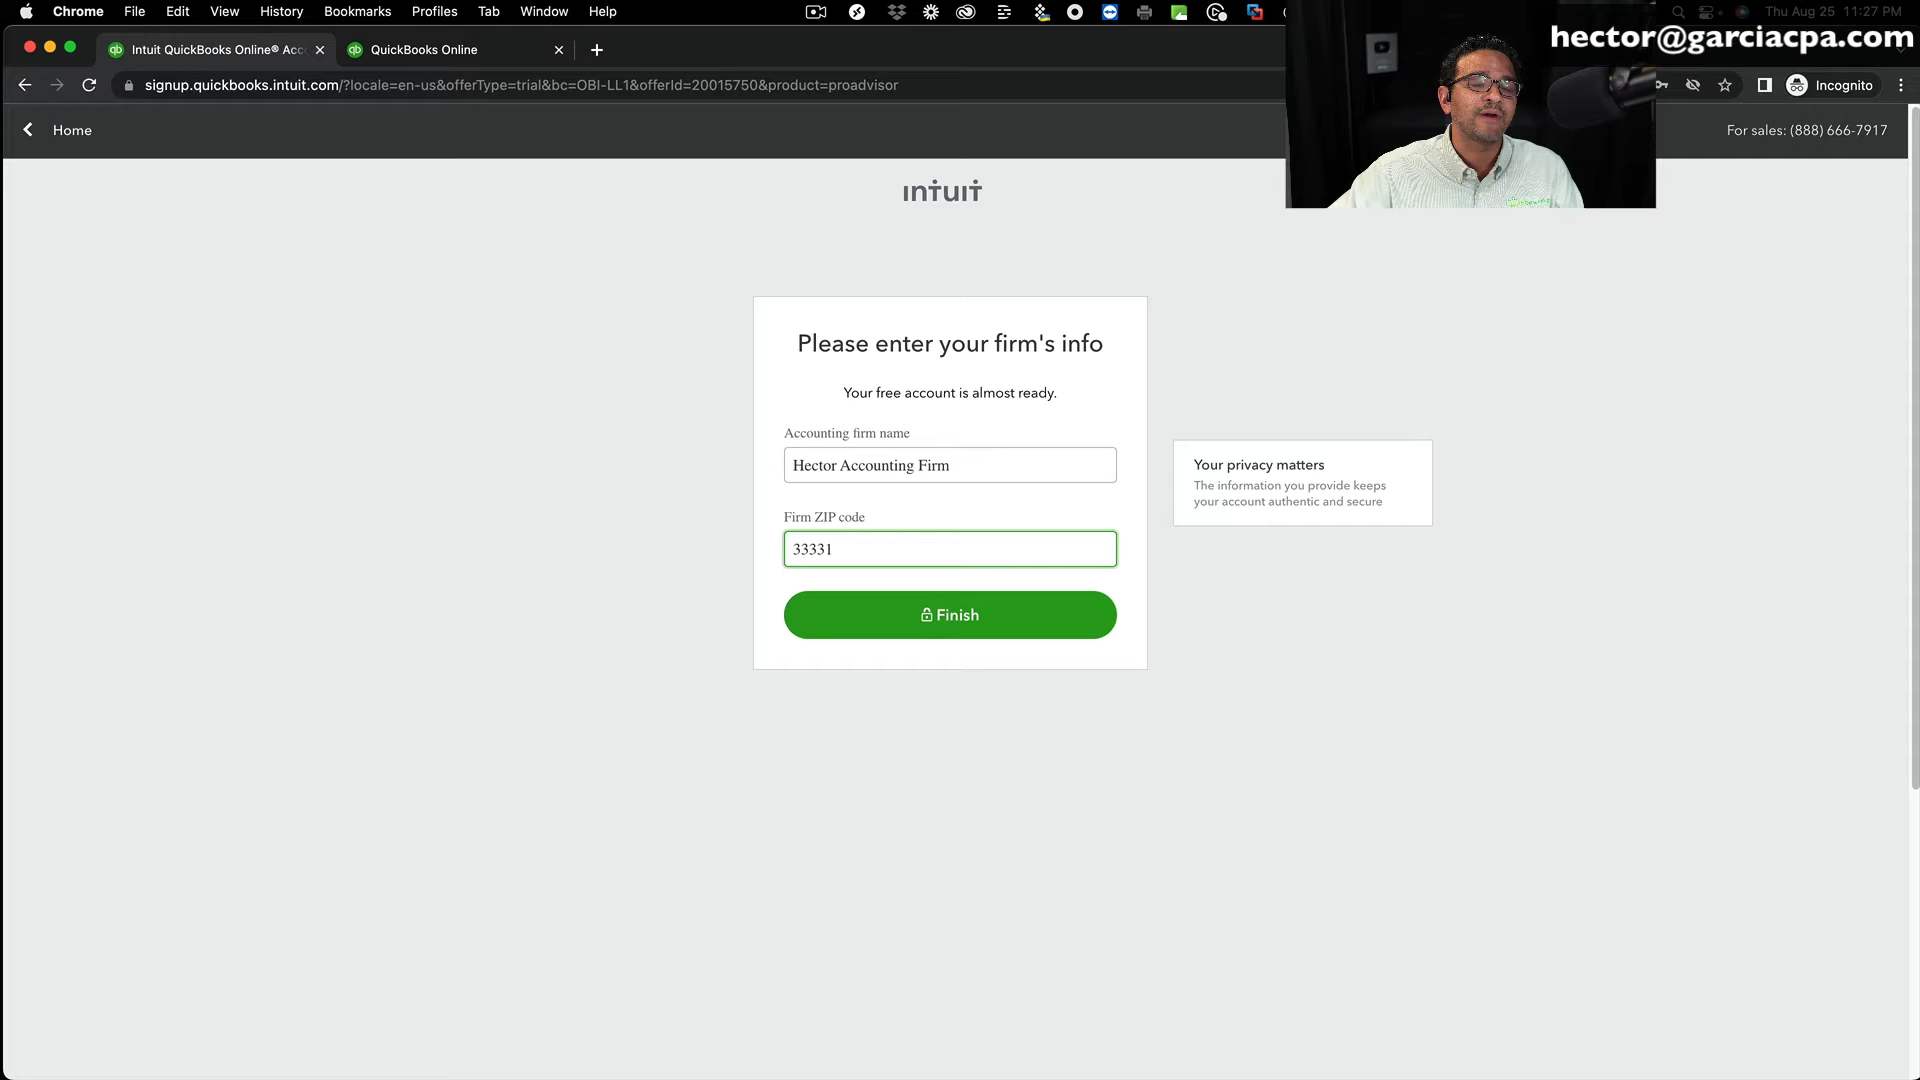 Chrome File Edit View History Bookmarks Profiles Tab Window Help Thu Aug 25 11:27 PM
hector@garciacpa.com
Intuit QuickBooks Online® Acc QuickBooks Online
signup.quickbooks.intuit.com/?locale=en-us&offerType=trial&bc=OBI-LL1&offerId=20015750&product=proadvisor Incognito
Home For sales: (888) 666-7917
intuit
Please enter your firm's info
Your free account is almost ready.
Accounting firm name
Hector Accounting Firm
Your privacy matters
The information you provide keeps
your account authentic and secure
Firm ZIP code
33331
Finish